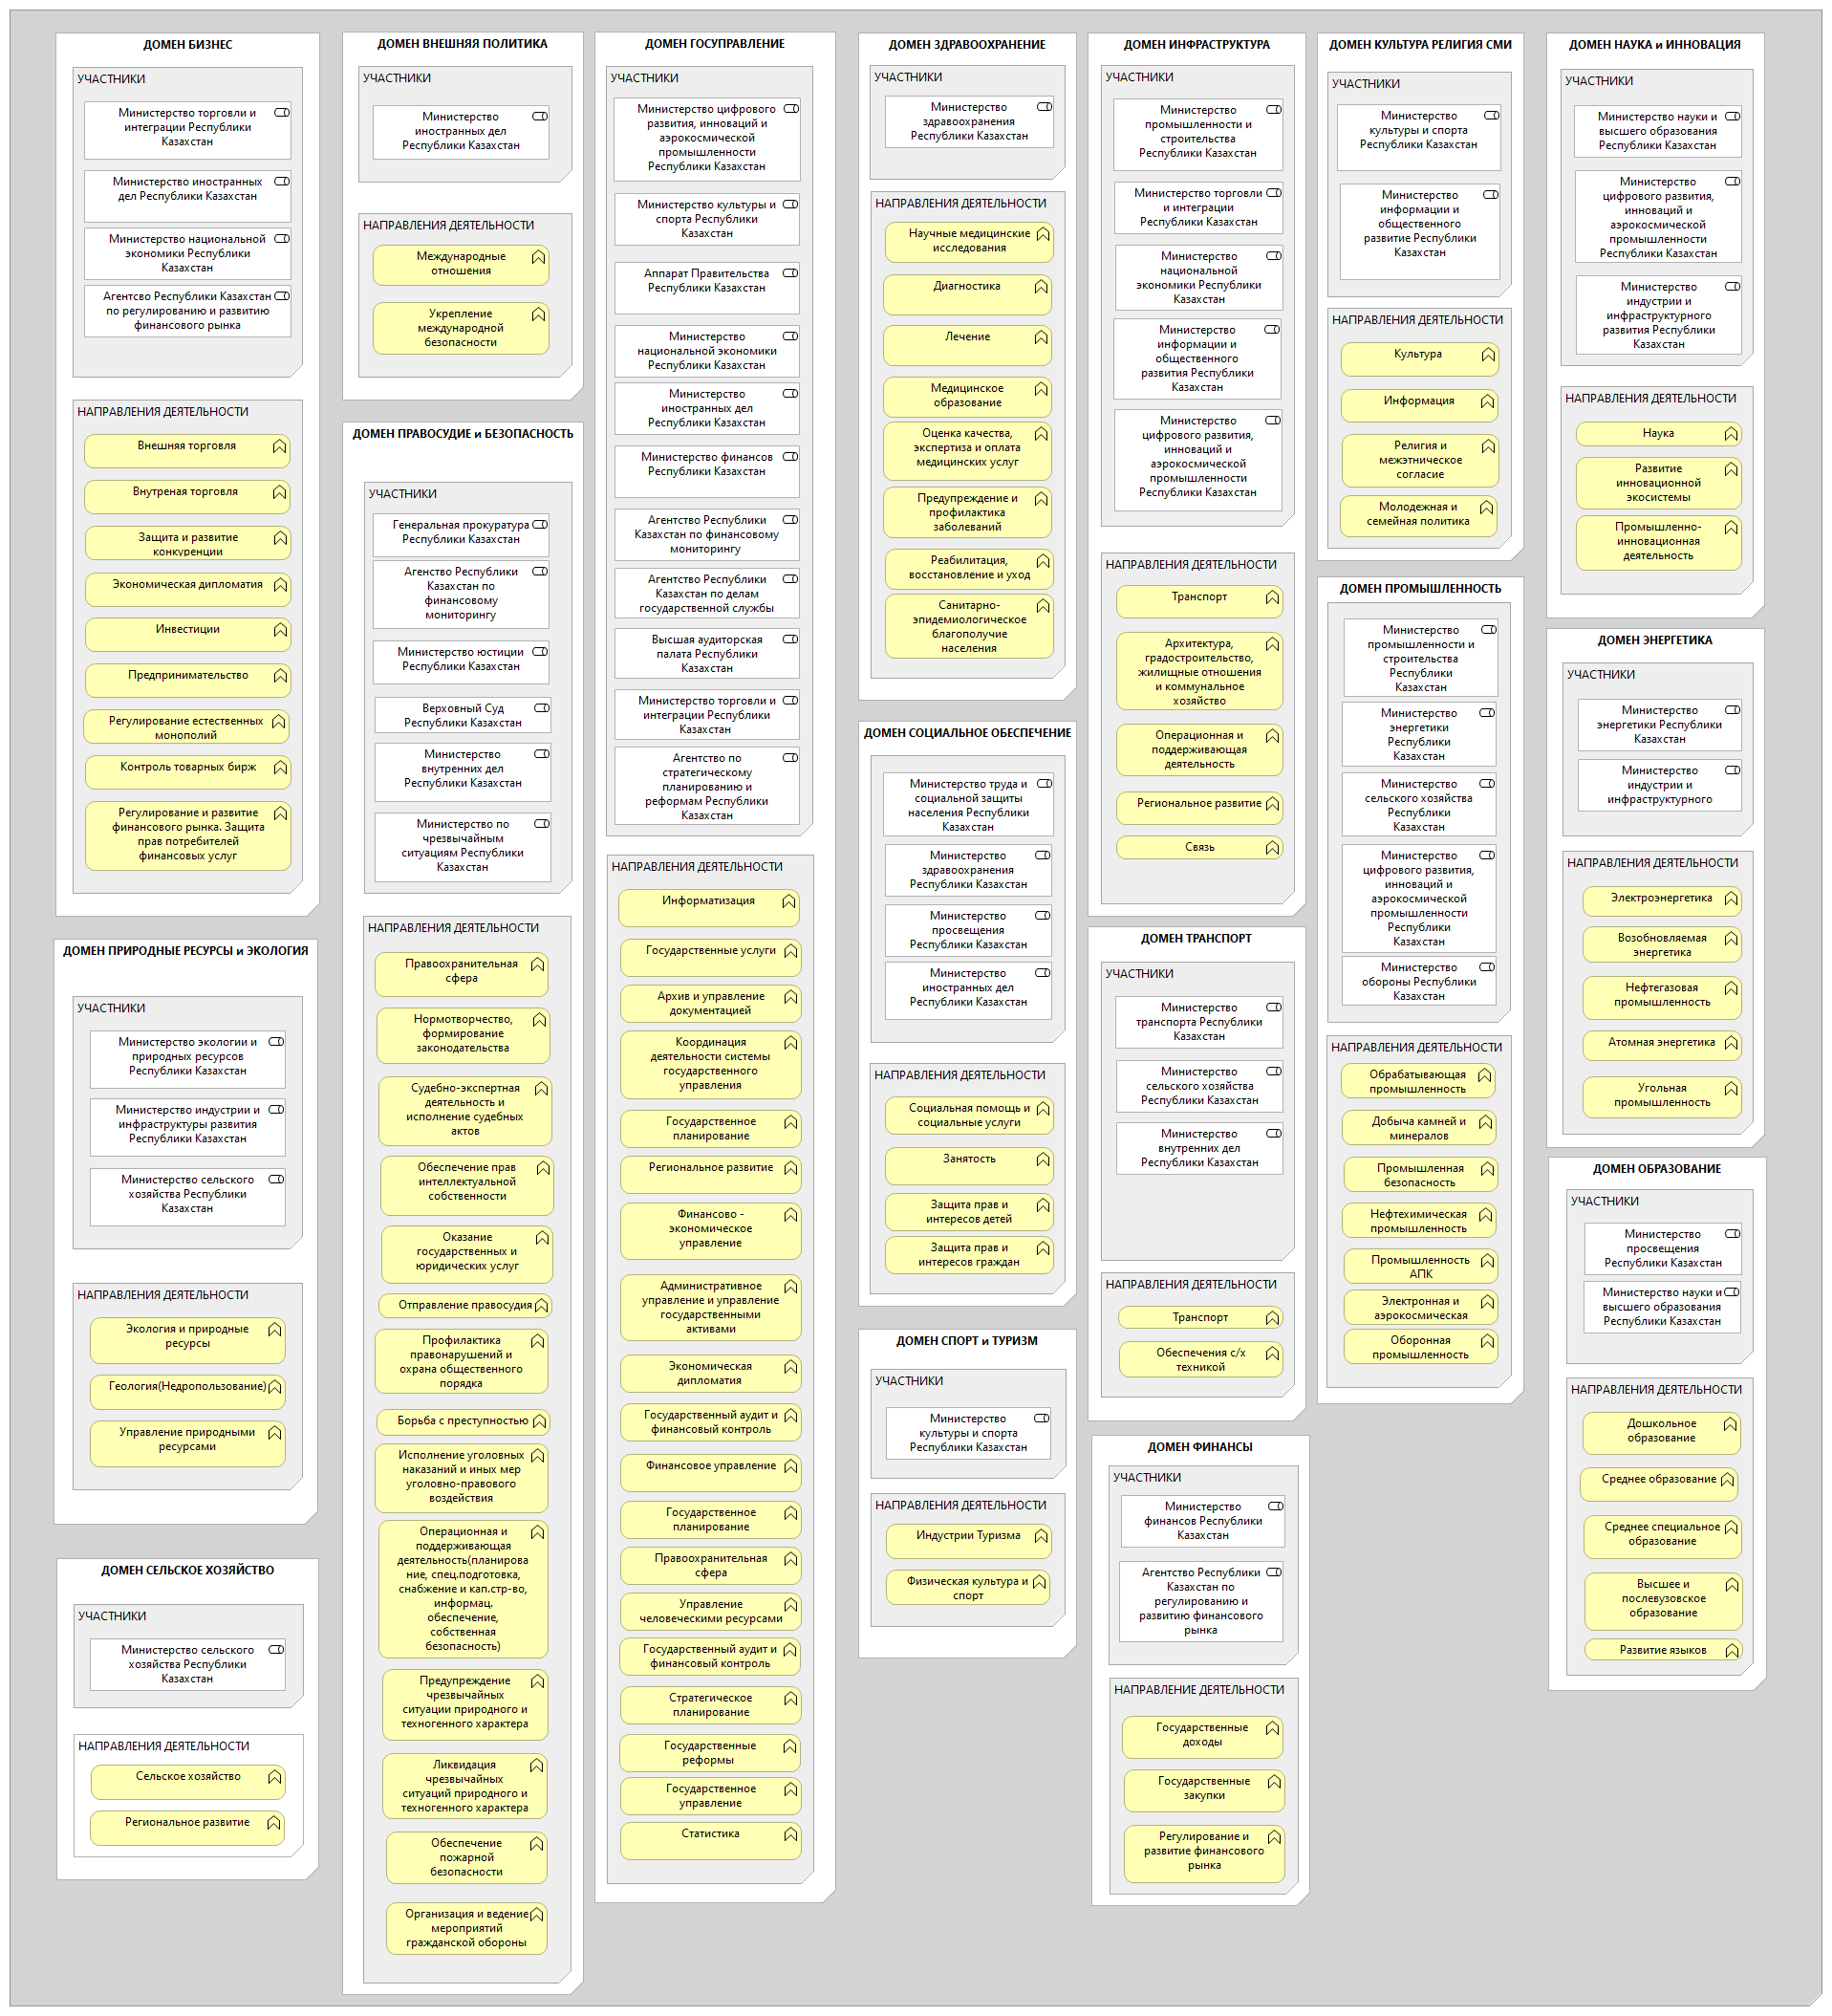 ДОМЕН БИЗНЕС
УЧАСТНИКИ
Министерство торговли и
интеграции Республики
Казахстан
Министерство иностранных
дел Республики Казахстан
Министерство национальной
экономики Республики
Казахстан
Агентсво Республики Казахстан
по регулированию и развитию
финансового рынка
НАПРАВЛЕНИЯ ДЕЯТЕЛЬНОСТИ
Внешняя торговля
Внутреная торговля
Защита и развитие
конкуренции
Экономическая дипломатия
Инвестиции
Предпринимательство
Регулирование естественных
монополий
Контроль товарных бирж
Регулирование и развитие
финансового рынка. Защита
прав потребителей
финансовых услуг
ДОМЕН ПРИРОДНЫЕ РЕСУРСЫ и ЭКОЛОГИЯ
УЧАСТНИКИ
Министерство экологии и
природных ресурсов
Республики Казахстан
Министерство индустрии и
инфраструктуры развития
Республики Казахстан
Министерство сельского
хозяйства Республики
Казахстан
НАПРАВЛЕНИЯ ДЕЯТЕЛЬНОСТИ
Экология и природные
ресурсы
Геология(Недропользование)
Управление природными
ресурсами
ДОМЕН СЕЛЬСКОЕ ХОЗЯЙСТВО
УЧАСТНИКИ
Министерство сельского
хозяйства Республики
Казахстан
НАПРАВЛЕНИЯ ДЕЯТЕЛЬНОСТИ
Сельское хозяйство
Региональное развитие
ДОМЕН ВНЕШНЯЯ ПОЛИТИКА
УЧАСТНИКИ
Министерство
иностранных дел
Республики Казахстан
НАПРАВЛЕНИЯ ДЕЯТЕЛЬНОСТИ
Международные
отношения
Укрепление
международной
безопасности
ДОМЕН ПРАВОСУДИЕ и БЕЗОПАСНОСТЬ
УЧАСТНИКИ
Генеральная прокуратура
Республики Казахстан
Агенство Республики
Казахстан по
финансовому
мониторингу
Министерство юстиции
Республики Казахстан
Верховный Суд
Республики Казахстан
Министерство
внутренних дел
Республики Казахстан
Министерство по
чрезвычайным
ситуациям Республики
Казахстан
НАПРАВЛЕНИЯ ДЕЯТЕЛЬНОСТИ
Правоохранительная
сфера
Нормотворчество,
формирование
законодательства
Судебно-экспертная
деятельность и
исполнение судебных
актов
Обеспечение прав
интеллектуальной
собственности
Оказание
государственных и
юридических услуг
Отправление правосудия
Профилактика
правонарушений и
охрана общественного
порядка
Борьба с преступностью
Исполнение уголовных
наказаний и иных мер
уголовно-правового
воздействия
Операционная и
поддерживающая
деятельность(планирова
ние, спец.подготовка,
снабжение и кап.стр-во,
информац.
обеспечение,
собственная
безопасность)
Предупреждение
чрезвычайных
ситуации природного и
техногенного характера
Ликвидация
чрезвычайных
ситуаций природного и
техногенного характера
Обеспечение
пожарной
безопасности
Организация и ведение
мероприятий
гражданской обороны
ДОМЕН ГОСУПРАВЛЕНИЕ
УЧАСТНИКИ
Министерство цифрового
развития, инноваций и
аэрокосмической
промышленности
Республики Казахстан
Министерство культуры и
спорта Республики
Казахстан
Аппарат Правительства
Республики Казахстан
Министерство
национальной экономики
Республики Казахстан
Министерство
иностранных дел
Республики Казахстан
Министерство финансов
Республики Казахстан
Агентство Республики
Казахстан по финансовому
мониторингу
Агентство Республики
Казахстан по делам
государственной службы
Высшая аудиторская
палата Республики
Казахстан
Министерство торговли и
интеграции Республики
Казахстан
Агентство по
стратегическому
планированию и
реформам Республики
Казахстан
НАПРАВЛЕНИЯ ДЕЯТЕЛЬНОСТИ
Информатизация
Государственные услуги
Архив и управление
документацией
Координация
деятельности системы
государственного
управления
Государственное
планирование
Региональное развитие
Финансово -
экономическое
управление
Административное
управление и управление
государственными
активами
Экономическая
дипломатия
Государственный аудит и
финансовый контроль
Финансовое управление
Государственное
планирование
Правоохранительная
сфера
Управление
человеческими ресурсами
Государственный аудит и
финансовый контроль
Стратегическое
планирование
Государственные
реформы
Государственное
управление
Статистика
ДОМЕН ЗДРАВООХРАНЕНИЕ
УЧАСТНИКИ
Министерство
здравоохранения
Республики Казахстан
НАПРАВЛЕНИЯ ДЕЯТЕЛЬНОСТИ
Научные медицинские
исследования
Диагностика
Лечение
Медицинское
образование
Оценка качества,
экспертиза и оплата
медицинских услуг
Предупреждение и
профилактика
заболеваний
Реабилитация,
восстановление и уход
Санитарно-
эпидемиологическое
благополучие
населения
ДОМЕН СОЦИАЛЬНОЕ ОБЕСПЕЧЕНИЕ
УЧАСТНИКИ
Министерство труда и
социальной защиты
населения Республики
Казахстан
Министерство
здравоохранения
Республики Казахстан
Министерство
просвещения
Республики Казахстан
Министерство
иностранных дел
Республики Казахстан
НАПРАВЛЕНИЯ ДЕЯТЕЛЬНОСТИ
Социальная помощь и
социальные услуги
Занятость
Защита прав и
интересов детей
Защита прав и
интересов граждан
ДОМЕН СПОРТ и ТУРИЗМ
УЧАСТНИКИ
Министерство
культуры и спорта
Республики Казахстан
НАПРАВЛЕНИЯ ДЕЯТЕЛЬНОСТИ
Индустрии Туризма
Физическая культура и
спорт
ДОМЕН ИНФРАСТРУКТУРА
УЧАСТНИКИ
Министерство
промышленности и
строительства
Республики Казахстан
Министерство торговли
и интеграции
Республики Казахстан
Министерство
национальной
экономики Республики
Казахстан
Министерство
информации и
общественного
развития Республики
Казахстан
Министерство
цифрового развития,
инноваций и
аэрокосмической
промышленности
Республики Казахстан
НАПРАВЛЕНИЯ ДЕЯТЕЛЬНОСТИ
Транспорт
Архитектура,
градостроительство,
жилищные отношения
и коммунальное
хозяйство
Операционная и
поддерживающая
деятельность
Региональное развитие
Связь
ДОМЕН ТРАНСПОРТ
УЧАСТНИКИ
Министерство
транспорта Республики
Казахстан
Министерство
сельского хозяйства
Республики Казахстан
Министерство
внутренних дел
Республики Казахстан
НАПРАВЛЕНИЯ ДЕЯТЕЛЬНОСТИ
Транспорт
Обеспечения с/х
техникой
ДОМЕН ФИНАНСЫ
УЧАСТНИКИ
Министерство
финансов Республики
Казахстан
Агентство Республики
Казахстан по
регулированию и
развитию финансового
рынка
НАПРАВЛЕНИЕ ДЕЯТЕЛЬНОСТИ
Государственные
доходы
Государственные
закупки
Регулирование и
развитие финансового
рынка
ДОМЕН КУЛЬТУРА РЕЛИГИЯ СМИ
УЧАСТНИКИ
Министерство
культуры и спорта
Республики Казахстан
Министерство
информации и
общественного
развитие Республики
Казахстан
НАПРАВЛЕНИЯ ДЕЯТЕЛЬНОСТИ
Культура
Информация
Религия и
межэтническое
согласие
Молодежная и
семейная политика
ДОМЕН ПРОМЫШЛЕННОСТЬ
УЧАСТНИКИ
Министерство
промышленности и
строительства
Республики
Казахстан
Министерство
энергетики
Республики
Казахстан
Министерство
сельского хозяйства
Республики
Казахстан
Министерство
цифрового развития,
инноваций и
аэрокосмической
промышленности
Республики
Казахстан
Министерство
обороны Республики
Казахстан
НАПРАВЛЕНИЯ ДЕЯТЕЛЬНОСТИ
Обрабатывающая
промышленность
Добыча камней и
минералов
Промышленная
безопасность
Нефтехимическая
промышленность
Промышленность
АПК
Электронная и
аэрокосмическая
Оборонная
промышленность
ДОМЕН НАУКА и ИННОВАЦИЯ
УЧАСТНИКИ
Министерство науки и
высшего образования
Республики Казахстан
Министерство
цифрового развития,
инноваций и
аэрокосмической
промышленности
Республики Казахстан
Министерство
индустрии и
инфраструктурного
развития Республики
Казахстан
НАПРАВЛЕНИЯ ДЕЯТЕЛЬНОСТИ
Наука
Развитие
инновационной
экосистемы
Промышленно-
инновационная
деятельность
ДОМЕН ЭНЕРГЕТИКА
УЧАСТНИКИ
Министерство
энергетики Республики
Казахстан
Министерство
индустрии и
инфраструктурного
НАПРАВЛЕНИЯ ДЕЯТЕЛЬНОСТИ
Электроэнергетика
Возобновляемая
энергетика
Нефтегазовая
промышленность
Атомная энергетика
Угольная
промышленность
ДОМЕН ОБРАЗОВАНИЕ
УЧАСТНИКИ
Министерство
просвещения
Республики Казахстан
Министерство науки и
высшего образования
Республики Казахстан
НАПРАВЛЕНИЯ ДЕЯТЕЛЬНОСТИ
Дошкольное
образование
Среднее образование
Среднее специальное
образование
Высшее и
послевузовское
образование
Развитие языков